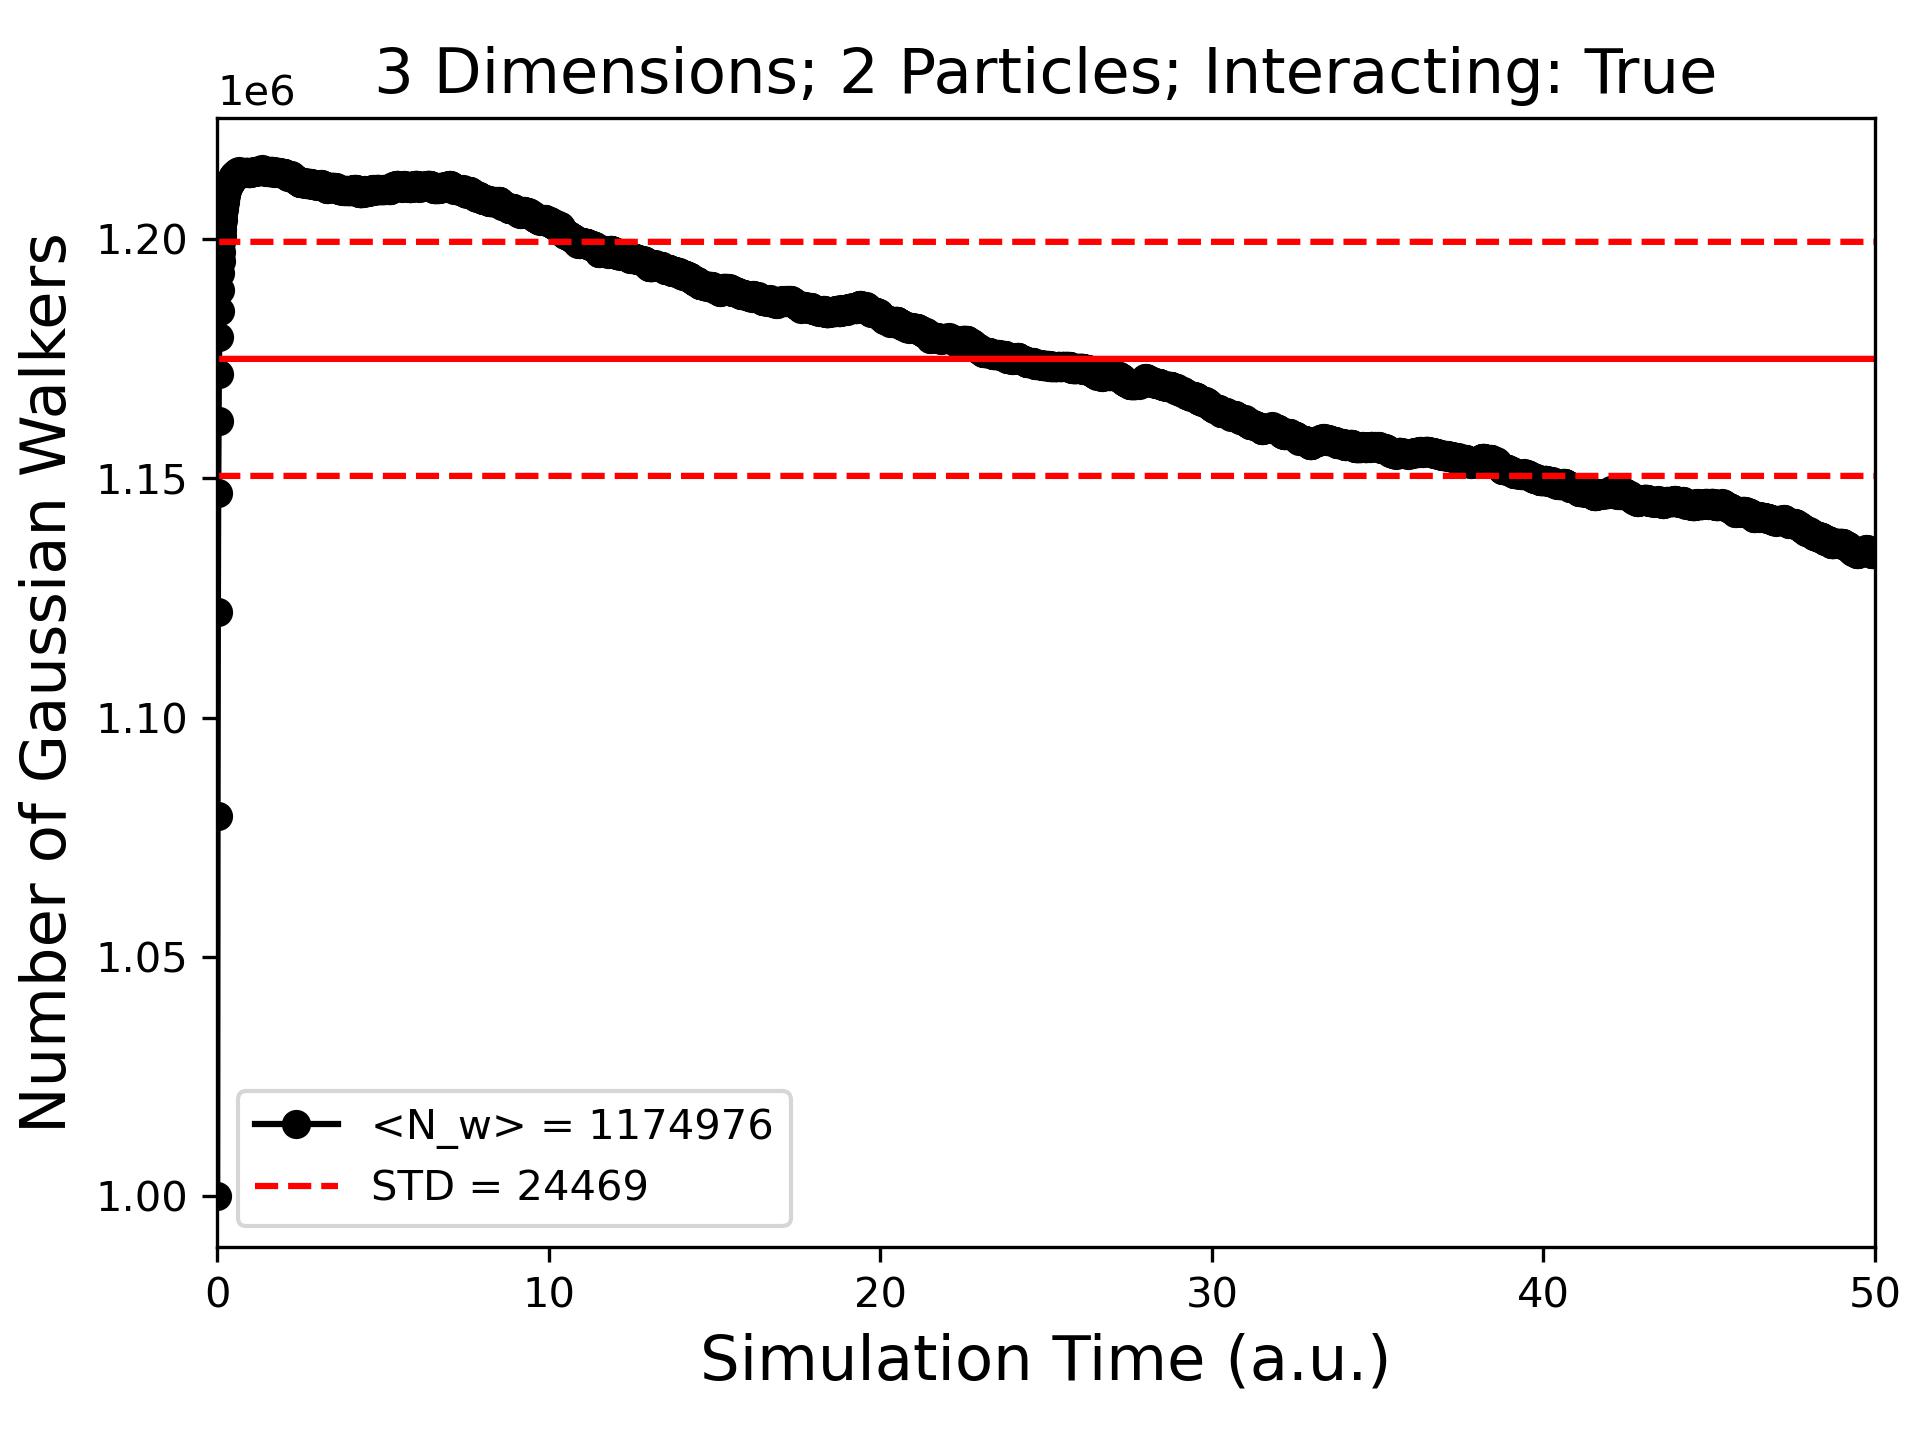 3 Dimensions; 2 Particles; Interacting: True
1e6
Number of Gaussian Walkers
1.20
1.15
1.10
1.05
1.00
<N_w> = 1174976
STD = 24469
0 10 20 30 40 50
Simulation Time (a.u.)